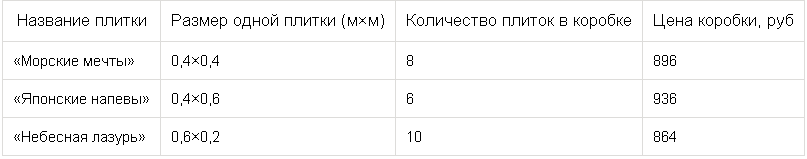 Название плитки Размер одной плитки (м×м) Количество плиток в коробке Цена коробки, руб
«Морские мечты» 0,4×0,4 8 896
«Японские напевы» 0,4×0,6 6 936
«Небесная лазурь» 0,6×0,2 10 864